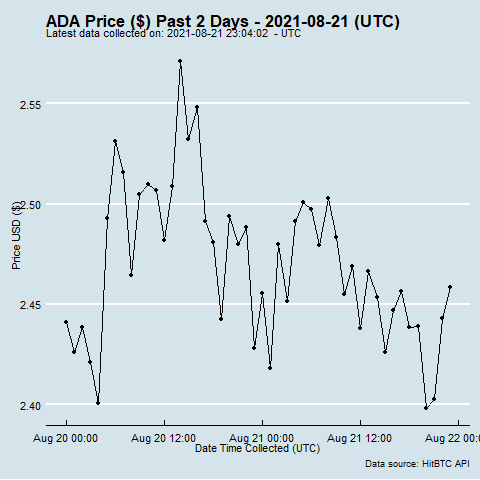 ADA Price ($) Past 2 Days - 2021-08-21 (UTC)
Latest data collected on: 2021-08-21 23:04:02 - UTC
2.55
2.50
2.45
2.40
Price USD ($)
Aug 20 00:00 Aug 20 12:00 Aug 21 00:00 Aug 21 12:00 Aug 22 00:0
Date Time Collected (UTC)
Data source: HitBTC API